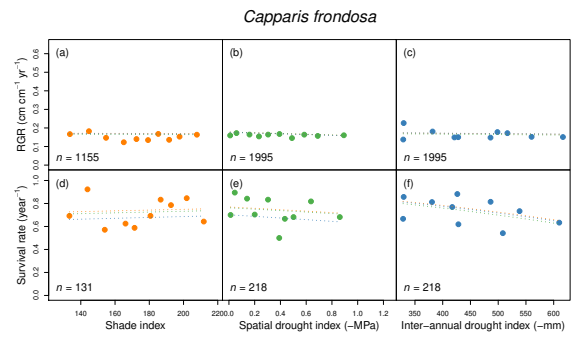 Capparis frondosa
(a) (b) (c)
RGR (cm cm⁻¹ yr⁻¹)
0.0 0.1 0.2 0.3 0.4 0.5 0.6
n = 1155 n = 1995 n = 1995
(d) (e) (f)
Survival rate (year⁻¹)
0.0 0.2 0.4 0.6 0.8 1.0
n = 131 n = 218 n = 218
140 160 180 200 220 0.0 0.2 0.4 0.6 0.8 1.0 1.2 350 400 450 500 550 600
Shade index Spatial drought index (−MPa) Inter−annual drought index (−mm)